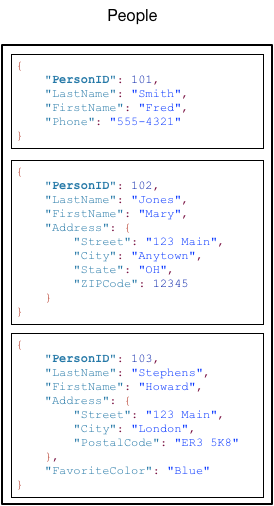 People
{
    "PersonID": 101,
    "LastName": "Smith",
    "FirstName": "Fred",
    "Phone": "555-4321"
}
{
    "PersonID": 102,
    "LastName": "Jones",
    "FirstName": "Mary",
    "Address": {
        "Street": "123 Main",
        "City": "Anytown",
        "State": "OH",
        "ZIPCode": 12345
    }
}
{
    "PersonID": 103,
    "LastName": "Stephens",
    "FirstName": "Howard",
    "Address": {
        "Street": "123 Main",
        "City": "London",
        "PostalCode": "ER3 5K8"
    },
    "FavoriteColor": "Blue"
}